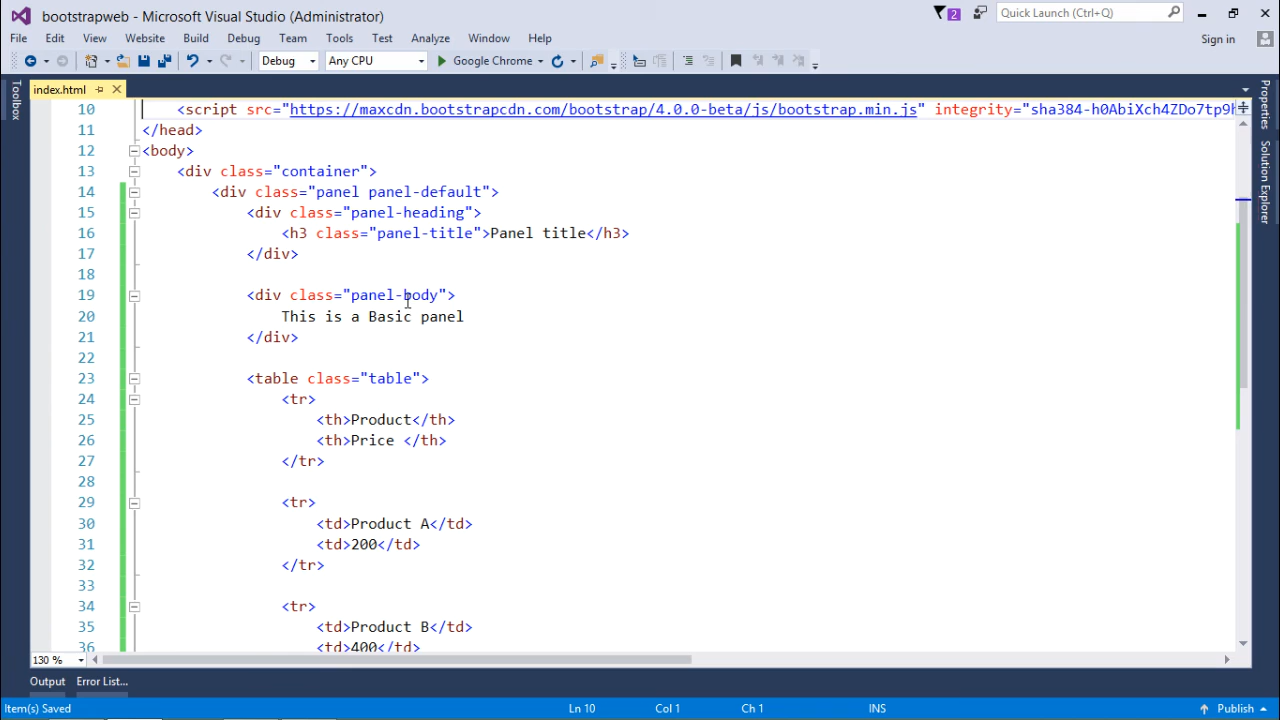 bootstrapweb - Microsoft Visual Studio (Administrator)
2
Quick Launch (Ctrl+Q)
File Edit View Website Build Debug Team Tools Test Analyze Window Help
Sign in
Debug Any CPU Google Chrome
Toolbox
index.html
Properties
Solution Explorer
10 <script src="https://maxcdn.bootstrapcdn.com/bootstrap/4.0.0-beta/js/bootstrap.min.js" integrity="sha384-h0AbiXch4ZDo7tp9h
11 </head>
12 <body>
13 <div class="container">
14 <div class="panel panel-default">
15 <div class="panel-heading">
16 <h3 class="panel-title">Panel title</h3>
17 </div>
18
19 <div class="panel-body">
20 This is a Basic panel
21 </div>
22
23 <table class="table">
24 <tr>
25 <th>Product</th>
26 <th>Price </th>
27 </tr>
28
29 <tr>
30 <td>Product A</td>
31 <td>200</td>
32 </tr>
33
34 <tr>
35 <td>Product B</td>
36 <td>400</td>
130 %
Output Error List...
Item(s) Saved Ln 10 Col 1 Ch 1 INS Publish